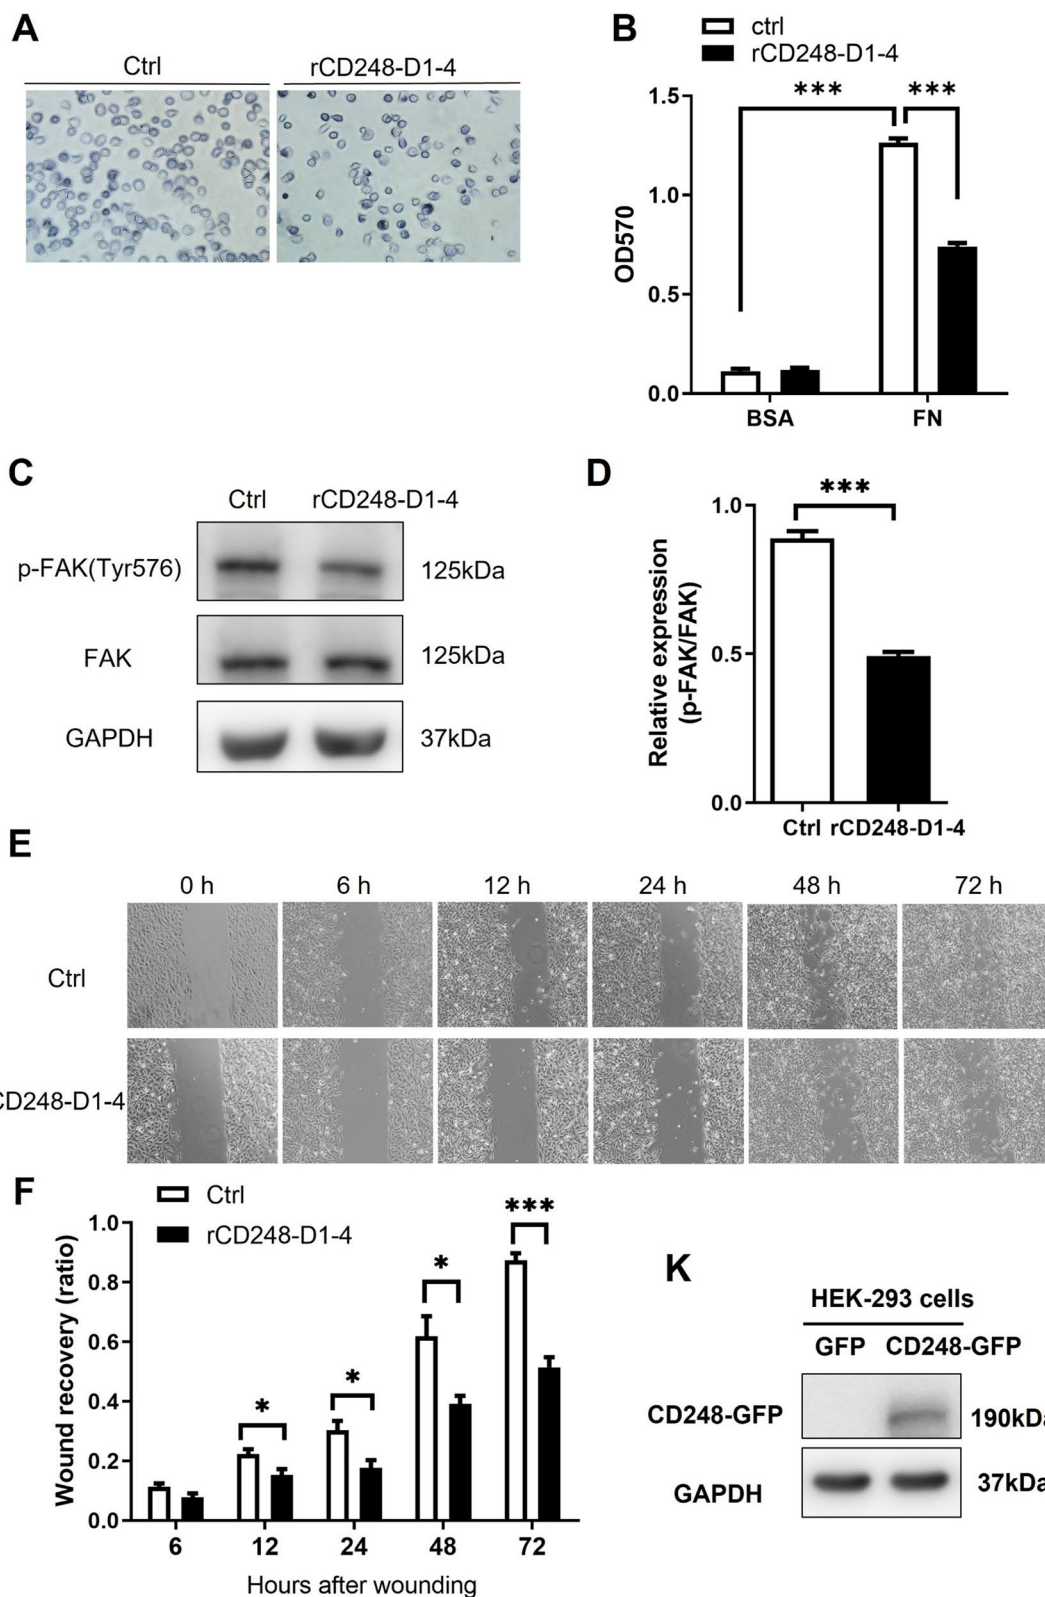 A
Ctrl
rCD248-D1-4
B
ctrl
rCD248-D1-4
***
***
1.5
1.0
0.5
0.0
OD570
BSA
FN
C
Ctrl
rCD248-D1-4
p-FAK(Tyr576)
125kDa
FAK
125kDa
GAPDH
37kDa
D
***
1.0
0.5
0.0
Relative expression
(p-FAK/FAK)
Ctrl rCD248-D1-4
E
0 h
6 h
12 h
24 h
48 h
72 h
Ctrl
CD248-D1-4
F
Ctrl
rCD248-D1-4
1.0
0.8
0.6
0.4
0.2
0.0
Wound recovery (ratio)
*
*
*
***
6
12
24
48
72
Hours after wounding
K
HEK-293 cells
GFP
CD248-GFP
CD248-GFP
190kDa
GAPDH
37kDa